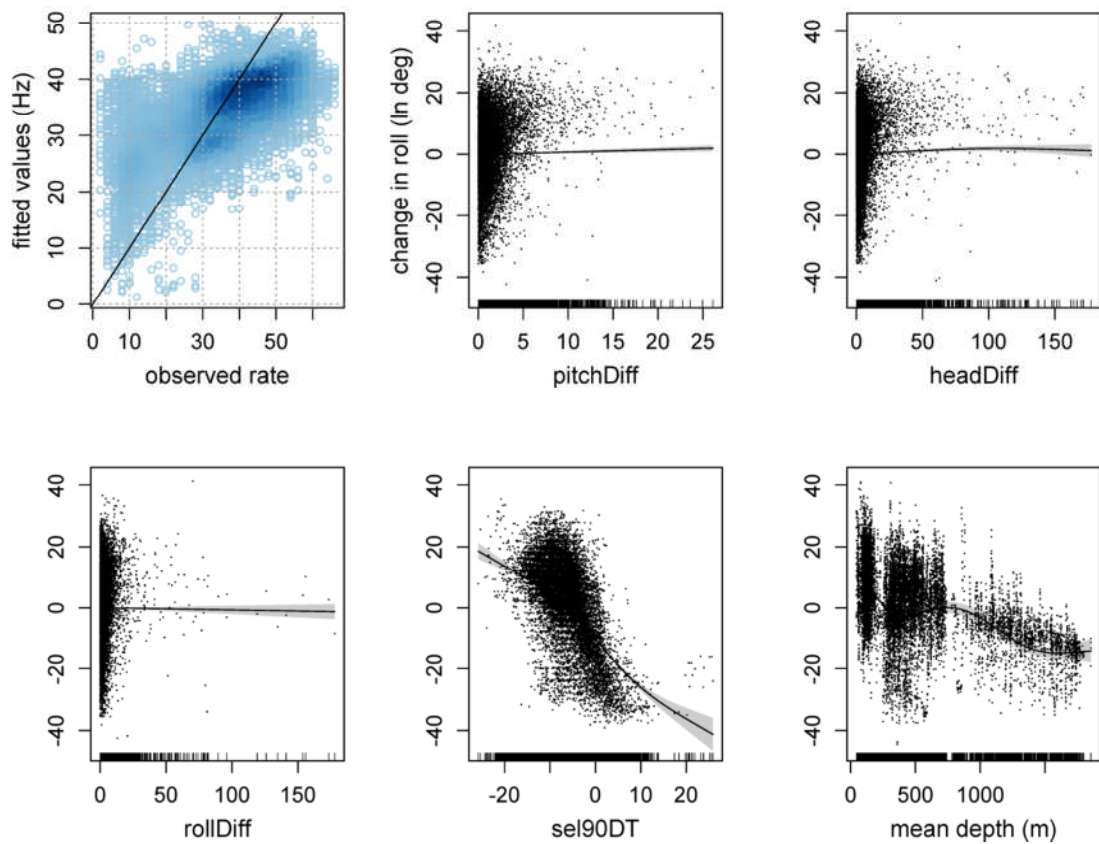 fitted values (Hz)
50
40
30
20
10
0
0 10 30 50
observed rate
change in roll (ln deg)
40
20
0
-20
-40
0 5 10 15 20 25
pitchDiff
40
20
0
-20
-40
0 50 100 150
headDiff
40
20
0
-20
-40
0 50 100 150
rollDiff
40
20
0
-20
-40
-20 0 10 20
sel90DT
40
20
0
-20
-40
0 500 1000
mean depth (m)